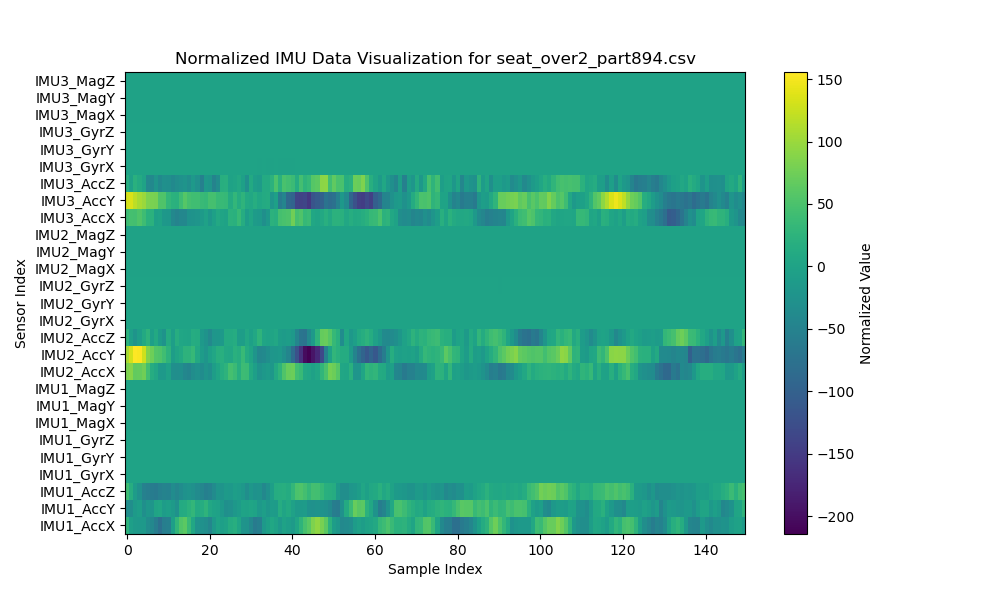 Normalized IMU Data Visualization for seat_over2_part894.csv
IMU3_MagZ
IMU3_MagY
IMU3_MagX
IMU3_GyrZ
IMU3_GyrY
IMU3_GyrX
IMU3_AccZ
IMU3_AccY
IMU3_AccX
IMU2_MagZ
IMU2_MagY
IMU2_MagX
IMU2_GyrZ
IMU2_GyrY
IMU2_GyrX
IMU2_AccZ
IMU2_AccY
IMU2_AccX
IMU1_MagZ
IMU1_MagY
IMU1_MagX
IMU1_GyrZ
IMU1_GyrY
IMU1_GyrX
IMU1_AccZ
IMU1_AccY
IMU1_AccX
Sensor Index
0 20 40 60 80 100 120 140
Sample Index
150
100
50
0
−50
−100
−150
−200
Normalized Value